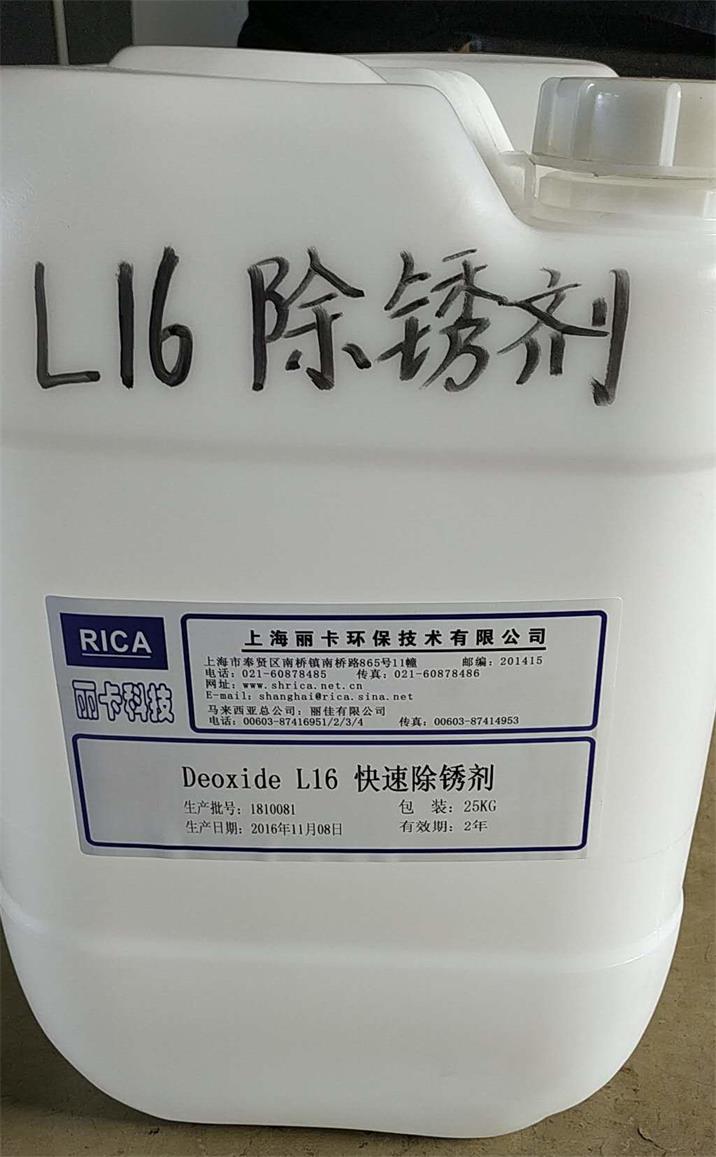 L16 除锈剂
RICA
丽卡科技
上海丽卡环保技术有限公司
上海市奉贤区南桥镇南桥路865号11幢 邮编：201415
电话：021-60878485 传真：021-60878486
网址：www.shrica.net.cn
E-mail：shanghai@rica.sina.net
马来西亚总公司：丽佳有限公司
电话：00603-87416951/2/3/4 传真：00603-87414953
Deoxide L16 快速除锈剂
生产批号：1810081 包 装：25KG
生产日期：2016年11月08日 有效期：2年